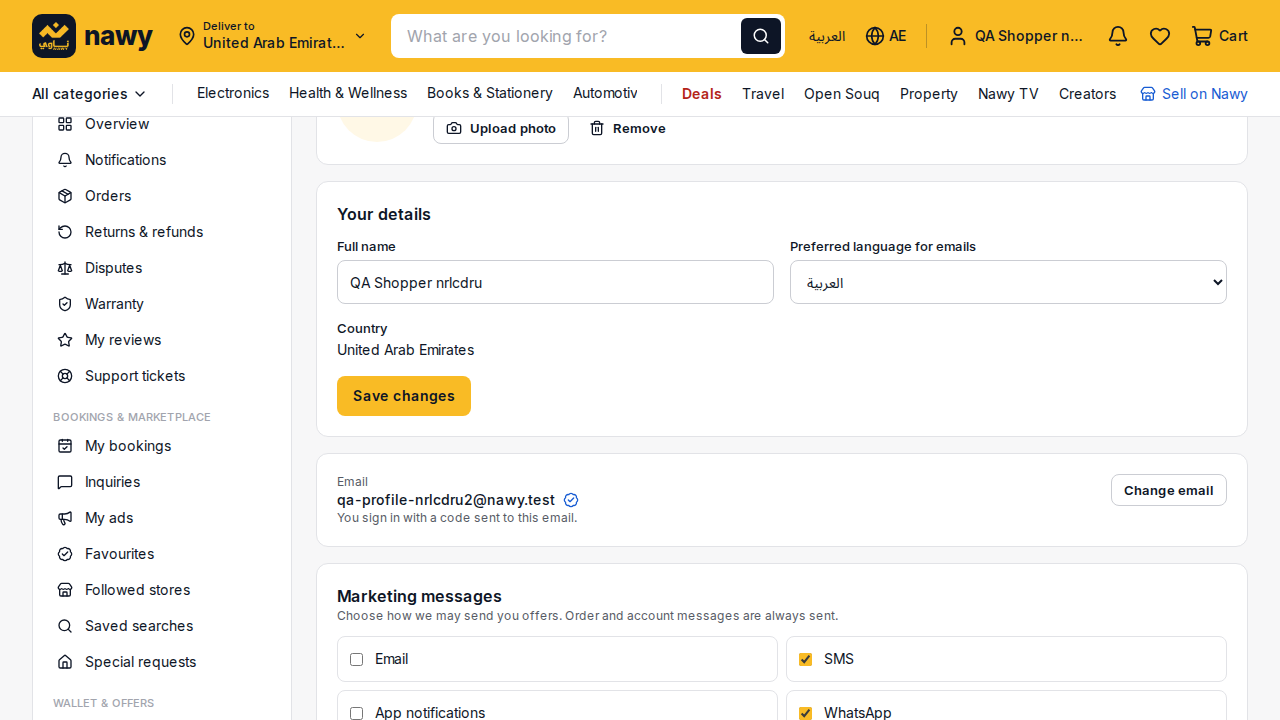 ناوي
NAWY
nawy
Deliver to
United Arab Emirat...
What are you looking for?
العربية
AE
QA Shopper n...
Cart
All categories
Electronics
Health & Wellness
Books & Stationery
Automotiv
Deals
Travel
Open Souq
Property
Nawy TV
Creators
Sell on Nawy
Overview
Notifications
Orders
Returns & refunds
Disputes
Warranty
My reviews
Support tickets
BOOKINGS & MARKETPLACE
My bookings
Inquiries
My ads
Favourites
Followed stores
Saved searches
Special requests
WALLET & OFFERS
Upload photo
Remove
Your details
Full name
QA Shopper nrlcdru
Preferred language for emails
العربية
Country
United Arab Emirates
Save changes
Email
qa-profile-nrlcdru2@nawy.test
You sign in with a code sent to this email.
Change email
Marketing messages
Choose how we may send you offers. Order and account messages are always sent.
Email
SMS
App notifications
WhatsApp